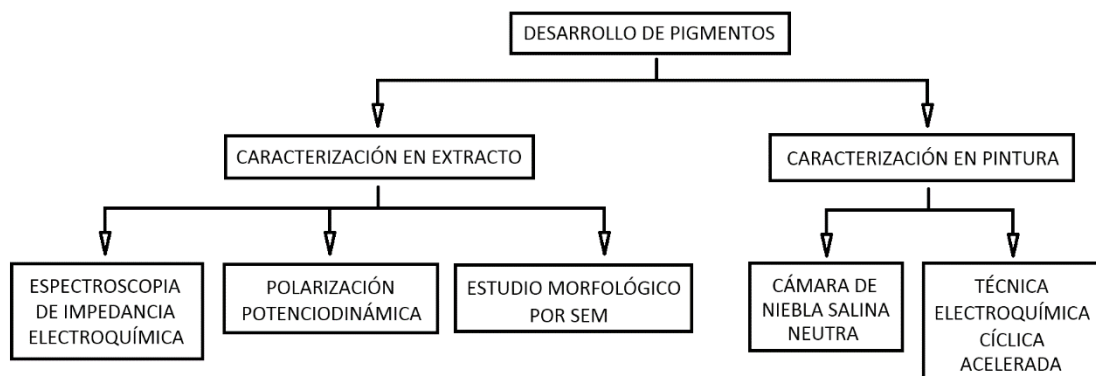 DESARROLLO DE PIGMENTOS
CARACTERIZACIÓN EN EXTRACTO
CARACTERIZACIÓN EN PINTURA
ESPECTROSCOPIA
DE IMPEDANCIA
ELECTROQUÍMICA
POLARIZACIÓN
POTENCIODINÁMICA
ESTUDIO MORFOLÓGICO
POR SEM
CÁMARA DE
NIEBLA SALINA
NEUTRA
TÉCNICA
ELECTROQUÍMICA
CÍCLICA
ACELERADA